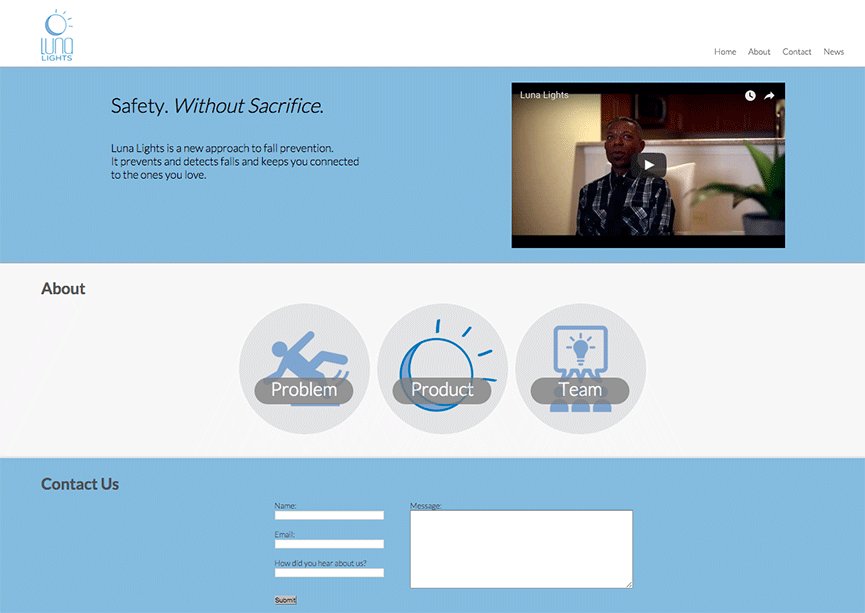 LUNA
LIGHTS
Home About Contact News
Safety. Without Sacrifice.
Luna Lights is a new approach to fall prevention.
It prevents and detects falls and keeps you connected
to the ones you love.
Luna Lights
About
Problem
Product
Team
Contact Us
Name:
Message:
Email:
How did you hear about us?
Submit